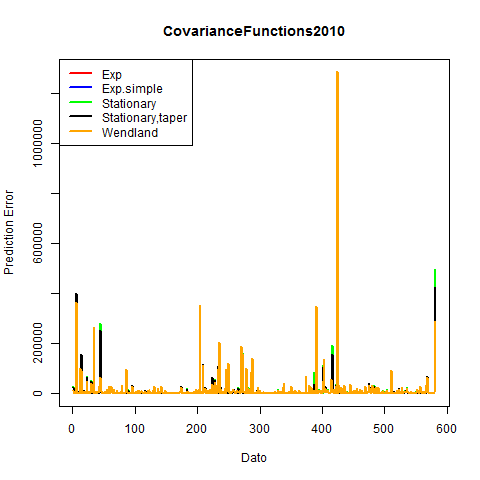 CovarianceFunctions2010
Exp
Exp.simple
Stationary
Stationary,taper
Wendland
Prediction Error
0
200000
600000
1000000
0
100
200
300
400
500
600
Dato